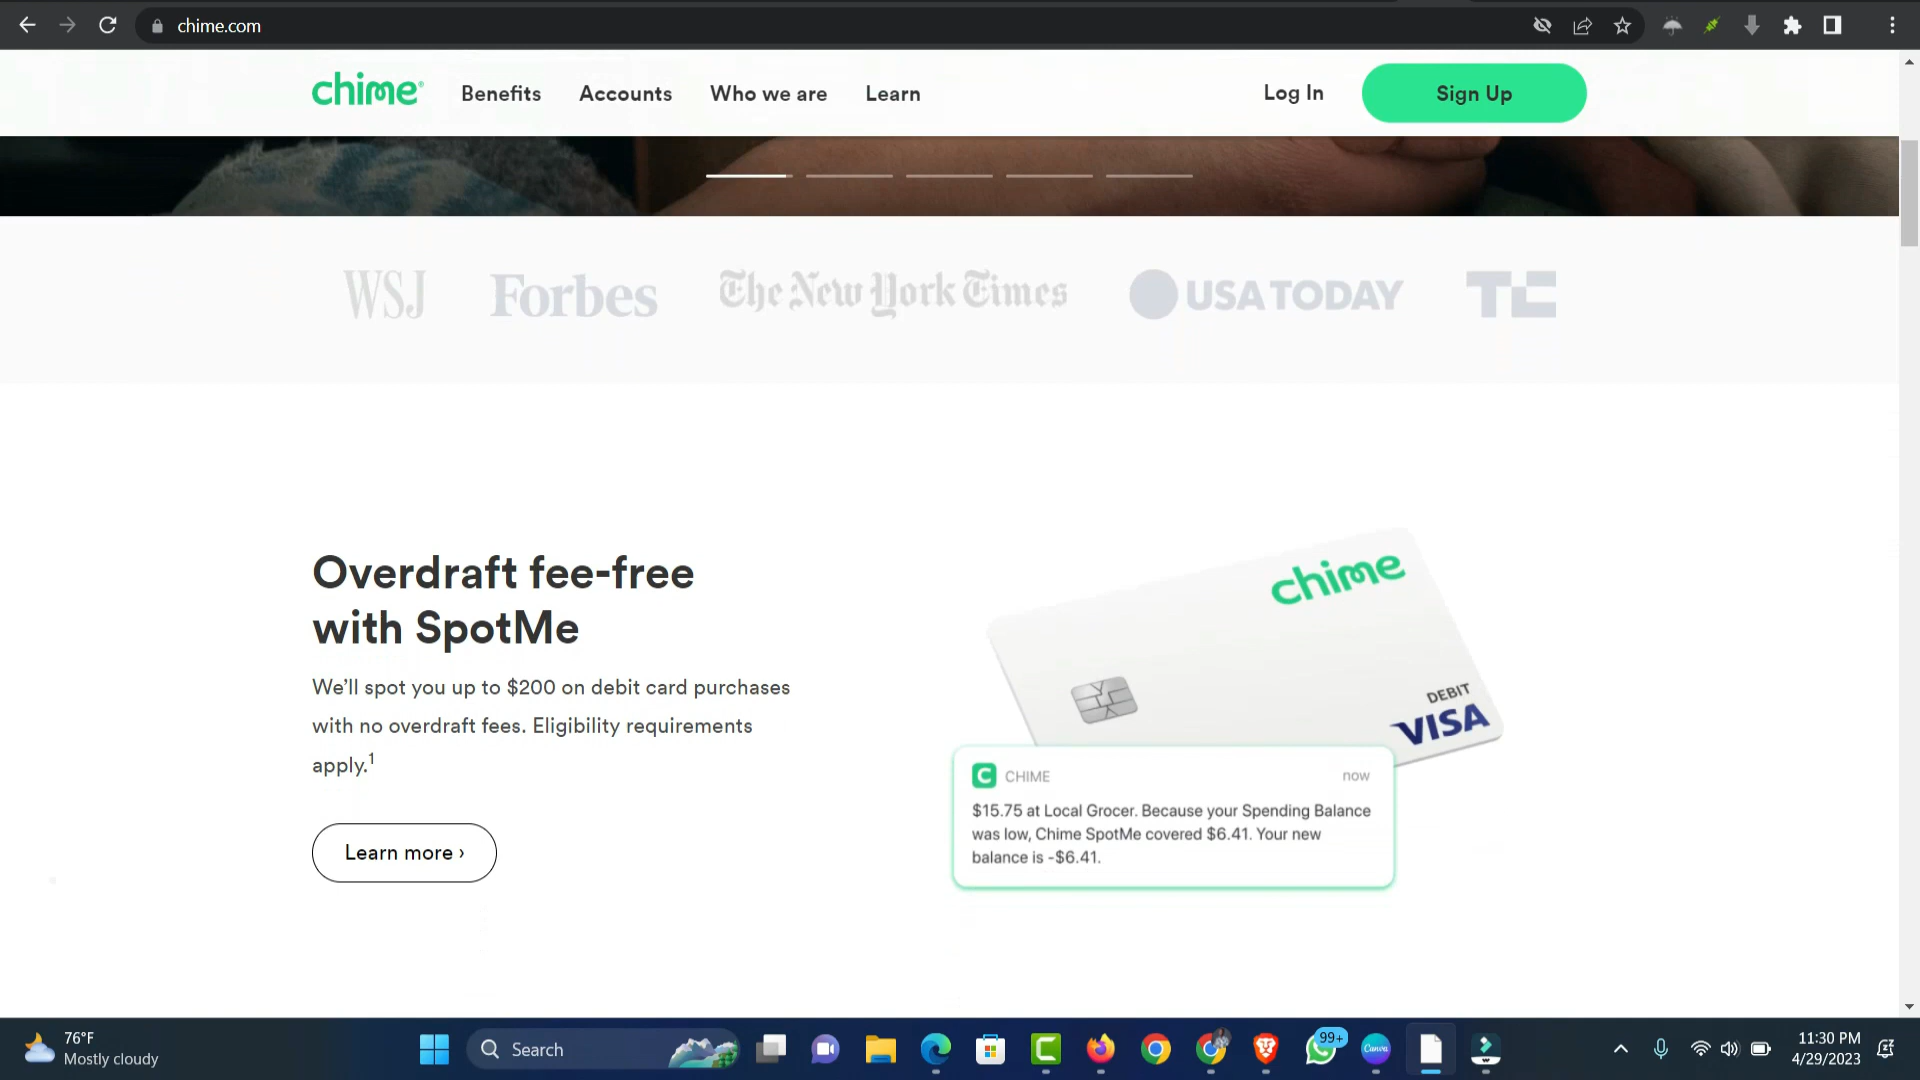 chime.com
chime®
Benefits
Accounts
Who we are
Learn
Log In
Sign Up
WSJ
Forbes
The New York Times
USA TODAY
TC
Overdraft fee-free
with SpotMe
We'll spot you up to $200 on debit card purchases
with no overdraft fees. Eligibility requirements
apply.¹
Learn more ›
chime
DEBIT
VISA
C CHIME
now
$15.75 at Local Grocer. Because your Spending Balance
was low, Chime SpotMe covered $6.41. Your new
balance is -$6.41.
76°F
Mostly cloudy
Search
99+
Canva
11:30 PM
4/29/2023